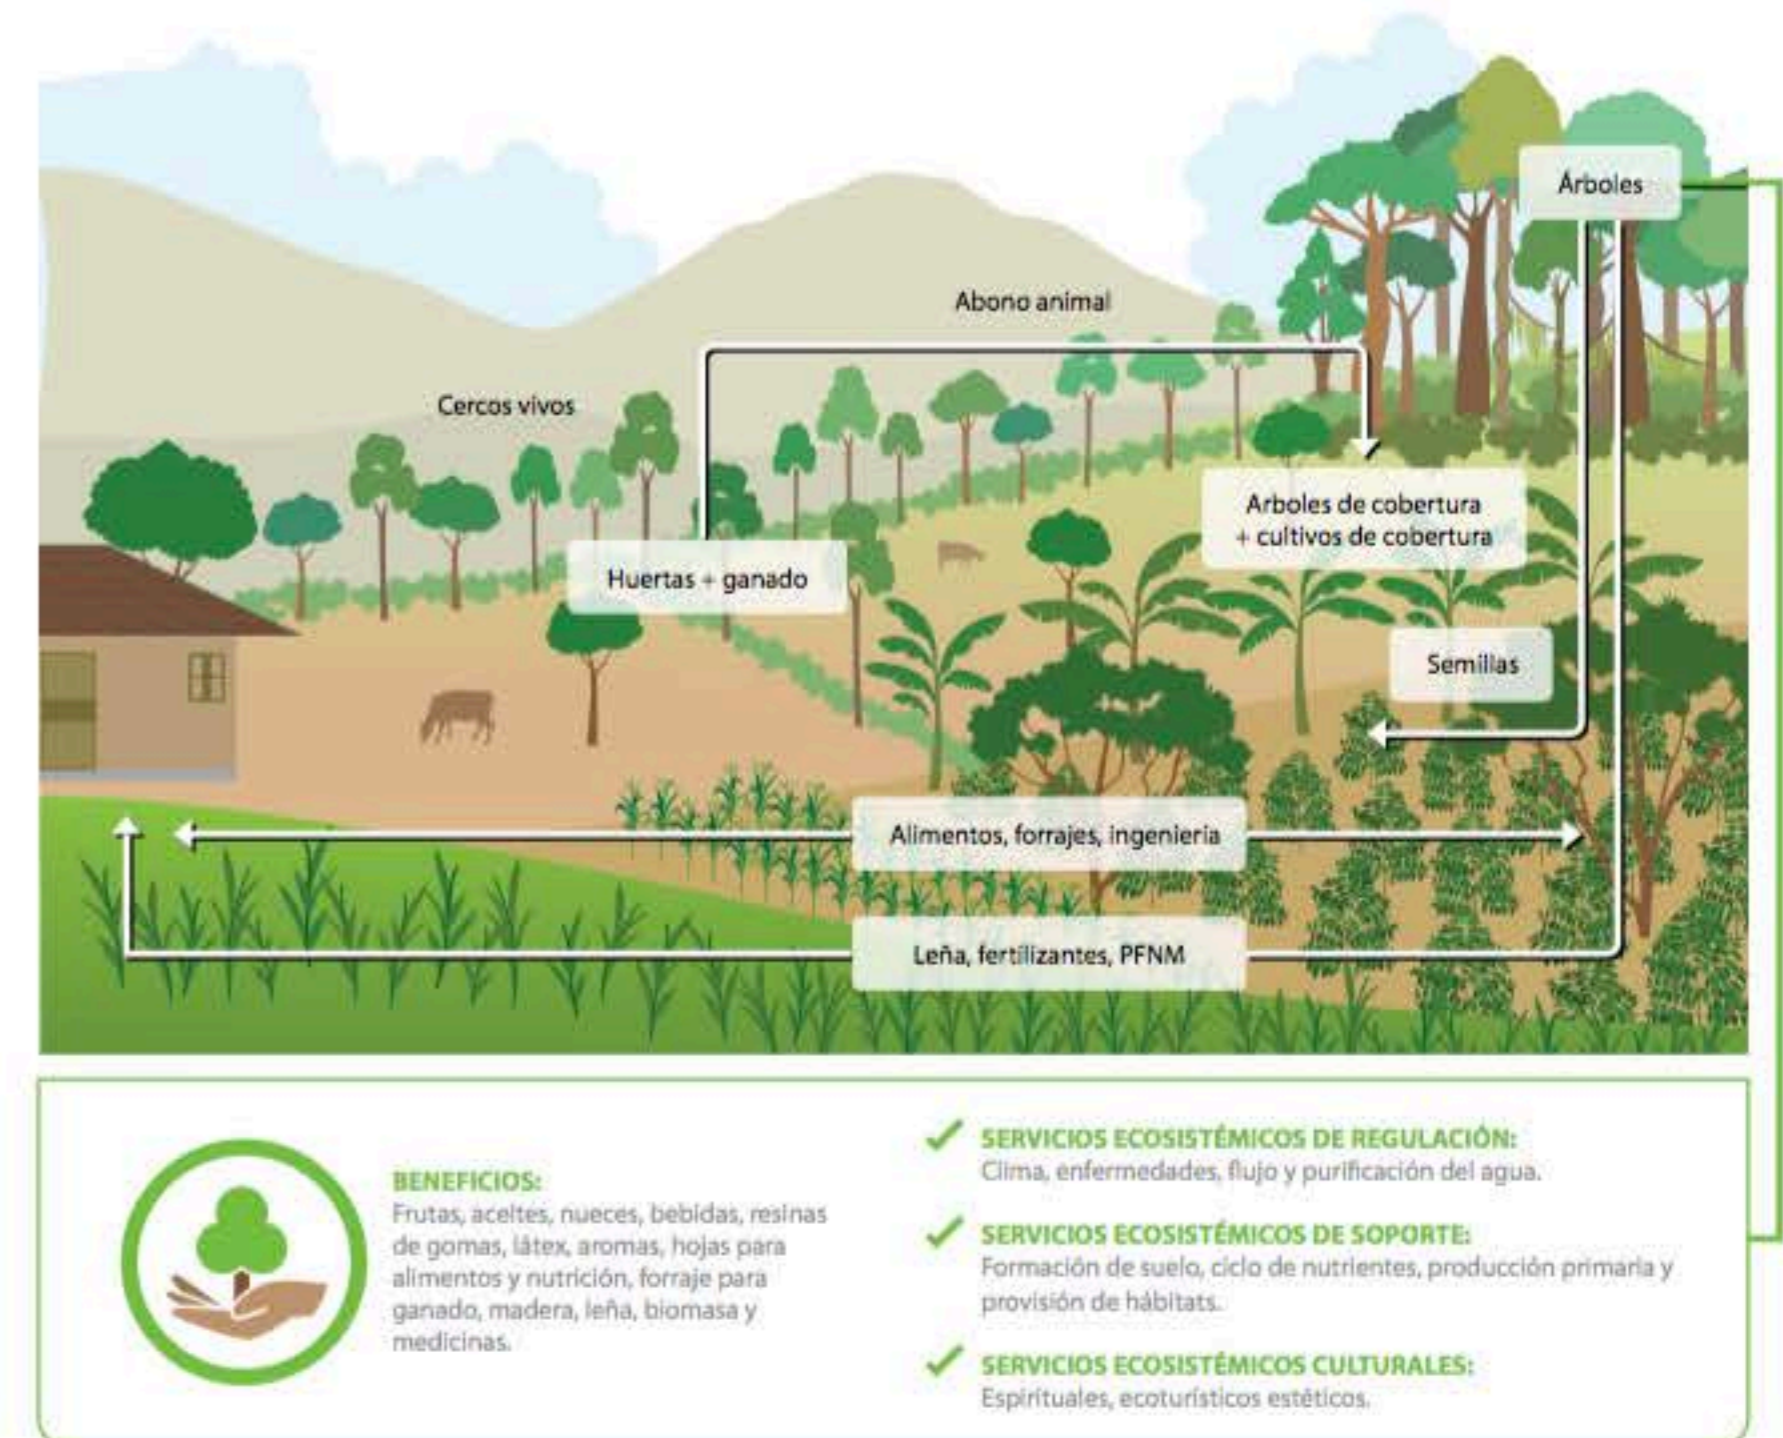 Árboles
Abono animal
Cercos vivos
Arboles de cobertura
+ cultivos de cobertura
Huertas + ganado
Semillas
Alimentos, forrajes, ingeniería
Leña, fertilizantes, PFNM
BENEFICIOS:
Frutas, aceites, nueces, bebidas, resinas
de gomas, látex, aromas, hojas para
alimentos y nutrición, forraje para
ganado, madera, leña, biomasa y
medicinas.
SERVICIOS ECOSISTÉMICOS DE REGULACIÓN:
Clima, enfermedades, flujo y purificación del agua.
SERVICIOS ECOSISTÉMICOS DE SOPORTE:
Formación de suelo, ciclo de nutrientes, producción primaria y
provisión de hábitats.
SERVICIOS ECOSISTÉMICOS CULTURALES:
Espirituales, ecoturísticos estéticos.